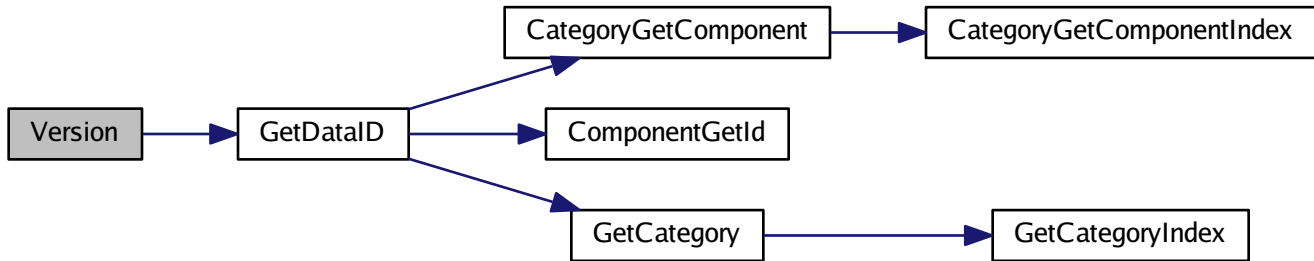 CategoryGetComponent
CategoryGetComponentIndex
Version
GetDataID
ComponentGetId
GetCategory
GetCategoryIndex